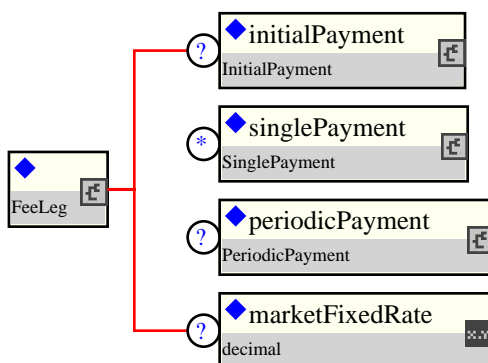 ?
initialPayment
InitialPayment
*
singlePayment
SinglePayment
FeeLeg
?
periodicPayment
PeriodicPayment
?
marketFixedRate
decimal
x.y